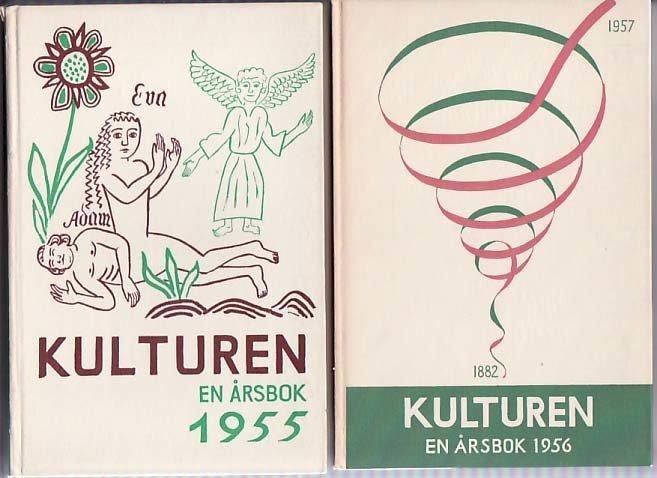 Eva
Adam
KULTUREN
EN ÅRSBOK
1955
1957
1882
KULTUREN
EN ÅRSBOK 1956